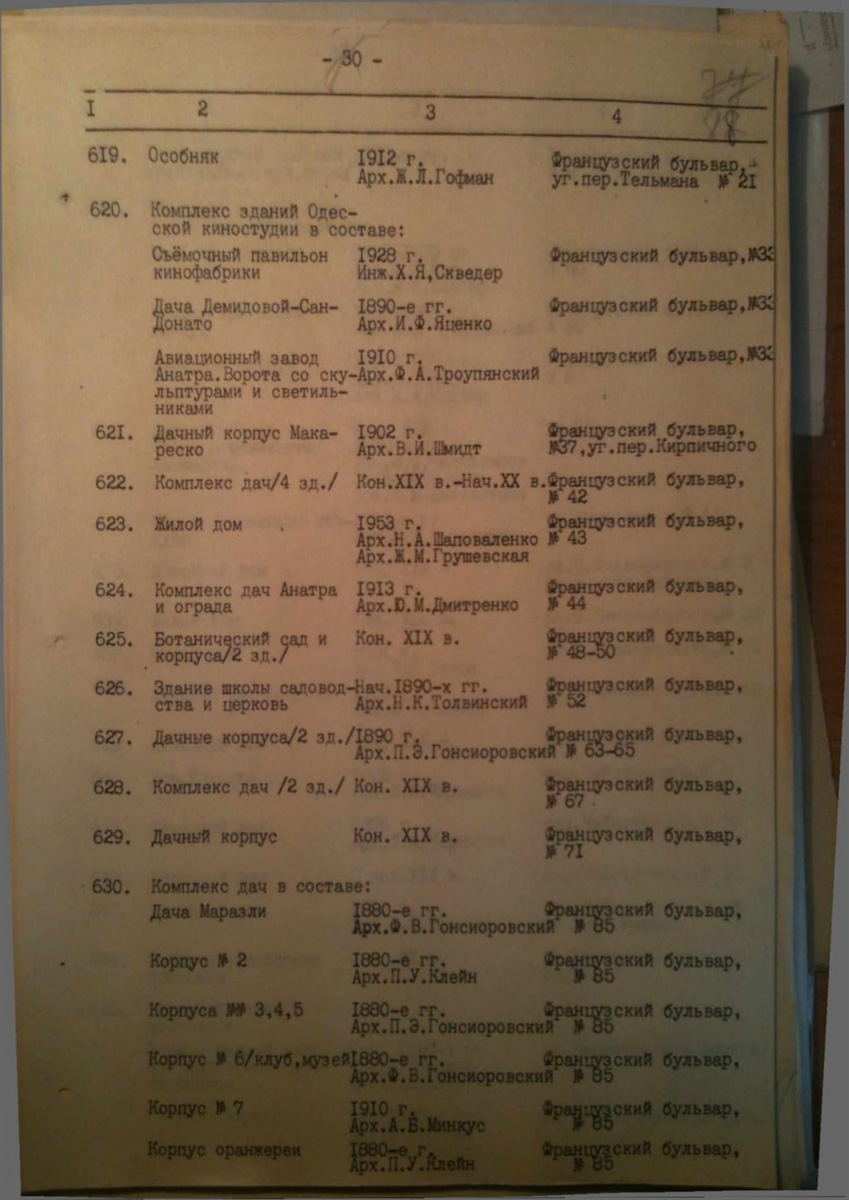 - 30 -
I 2 3 4
619. Особняк 1912 г. Французский бульвар,
Арх.Ж.Л.Гофман уг.пер.Тельмана № 21
620. Комплекс зданий Одес-
ской киностудии в составе:
Съёмочный павильон 1928 г. Французский бульвар,№33
кинофабрики Инж.Х.Я,Скведер
Дача Демидовой-Сан- 1890-е гг. Французский бульвар,№33
Донато Арх.И.Ф.Яценко
Авиационный завод 1910 г. Французский бульвар,№33
Анатра.Ворота со ску-Арх.Ф.А.Троупянский
льптурами и светиль-
никами
621. Дачный корпус Мака- 1902 г. Французский бульвар,
реско Арх.В.И.Шмидт №37,уг.пер.Кирпичного
622. Комплекс дач/4 зд./ Кон.XIX в.-Нач.XX в.Французский бульвар,
№ 42
623. Жилой дом 1953 г. Французский бульвар,
Арх.Н.А.Шаповаленко № 43
Арх.Ж.М.Грушевская
624. Комплекс дач Анатра 1913 г. Французский бульвар,
и ограда Арх.Ю.М.Дмитренко № 44
625. Ботанический сад и Кон. XIX в. Французский бульвар,
корпуса/2 зд./ № 48-50
626. Здание школы садовод-Нач.1890-х гг. Французский бульвар,
ства и церковь Арх.Н.К.Толвинский № 52
627. Дачные корпуса/2 зд./1890 г. Французский бульвар,
Арх.П.Э.Гонсиоровский № 63-65
628. Комплекс дач /2 зд./ Кон. XIX в. Французский бульвар,
№ 67
629. Дачный корпус Кон. XIX в. Французский бульвар,
№ 71
630. Комплекс дач в составе:
Дача Маразли 1880-е гг. Французский бульвар,
Арх.Ф.В.Гонсиоровский № 85
Корпус № 2 1880-е гг. Французский бульвар,
Арх.П.У.Клейн № 85
Корпуса №№ 3,4,5 1880-е гг. Французский бульвар,
Арх.П.Э.Гонсиоровский № 85
Корпус № 6/клуб,музей1880-е гг. Французский бульвар,
Арх.Ф.В.Гонсиоровский № 85
Корпус № 7 1910 г. Французский бульвар,
Арх.А.Б.Минкус № 85
Корпус оранжереи 1880-е г. Французский бульвар,
Арх.П.У.Клейн № 85